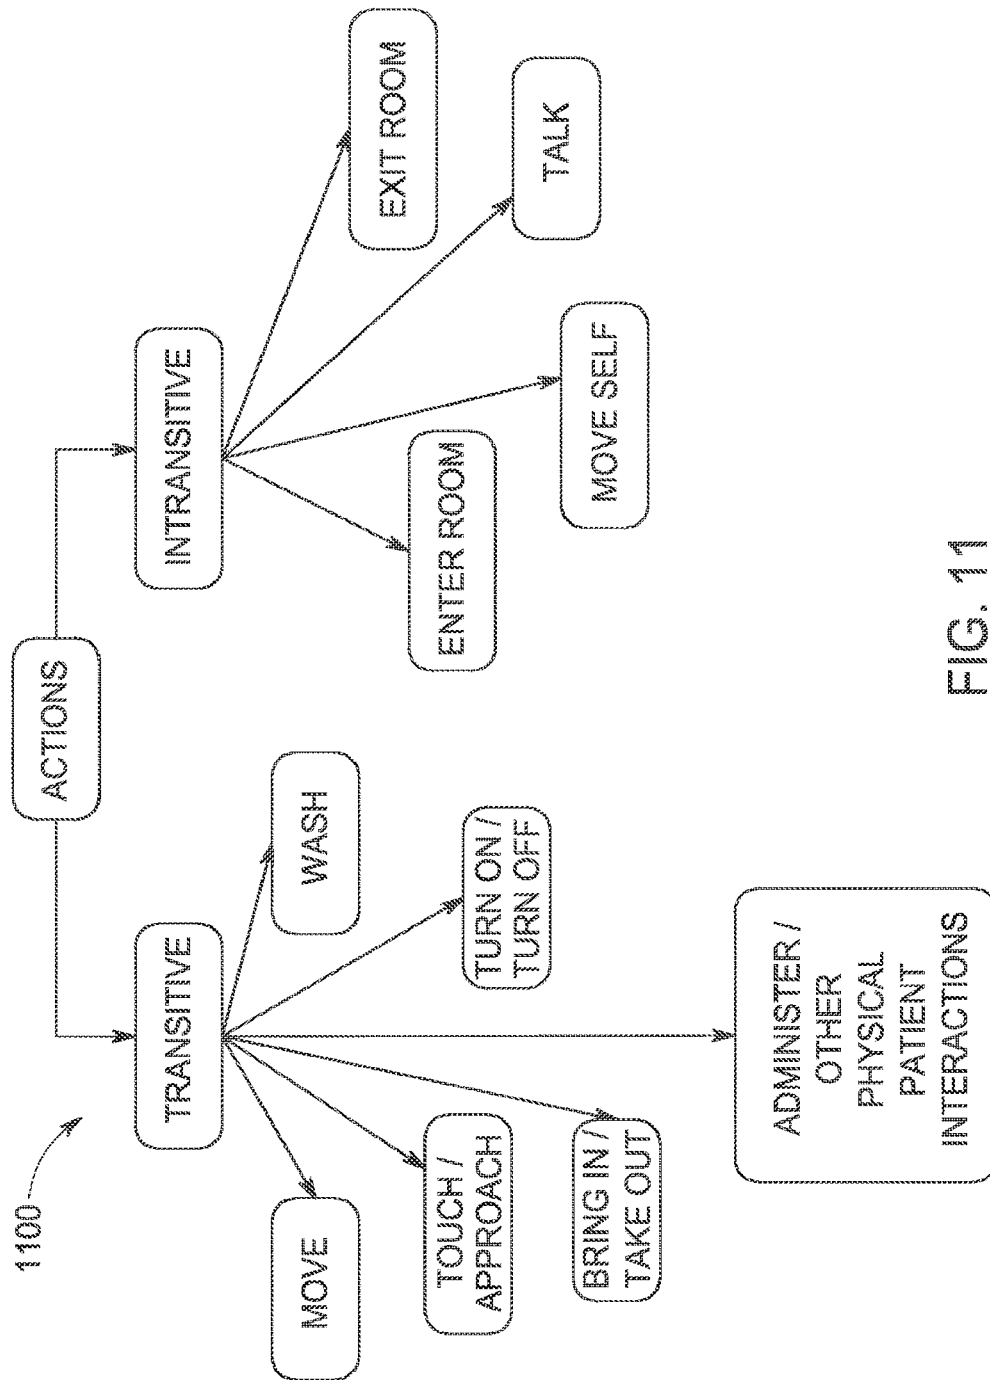 1100
ACTIONS
TRANSITIVE
INTRANSITIVE
MOVE
WASH
TOUCH /
APPROACH
TURN ON /
TURN OFF
BRING IN /
TAKE OUT
ADMINISTER /
OTHER
PHYSICAL
PATIENT
INTERACTIONS
ENTER ROOM
EXIT ROOM
MOVE SELF
TALK
FIG. 11